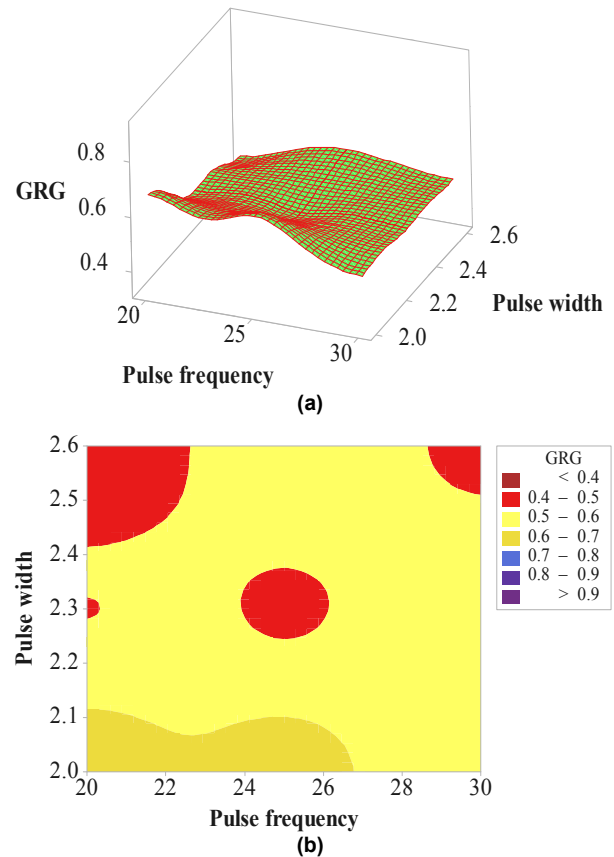 0.8
GRG
0.6
0.4
20
25
30
2.0
2.2
2.4
2.6
Pulse width
Pulse frequency
(a)
2.6
2.5
2.4
2.3
2.2
2.1
2.0
Pulse width
20
22
24
26
28
30
Pulse frequency
GRG
< 0.4
0.4 – 0.5
0.5 – 0.6
0.6 – 0.7
0.7 – 0.8
0.8 – 0.9
> 0.9
(b)